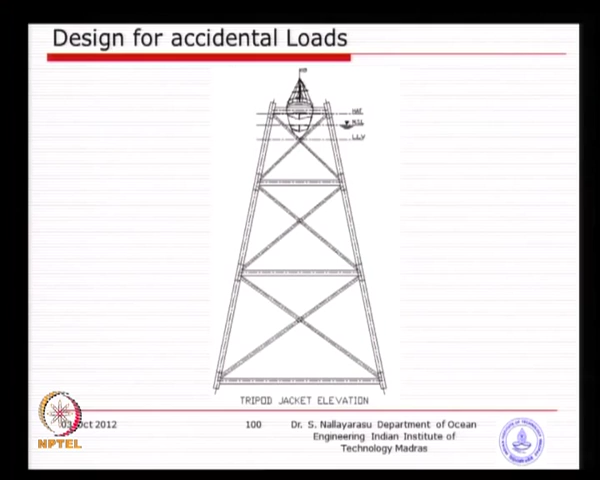 Design for accidental Loads
TRIPOD JACKET ELEVATION
03 Oct 2012
100
Dr. S. Nallayarasu Department of Ocean
Engineering Indian Institute of
Technology Madras
NPTEL